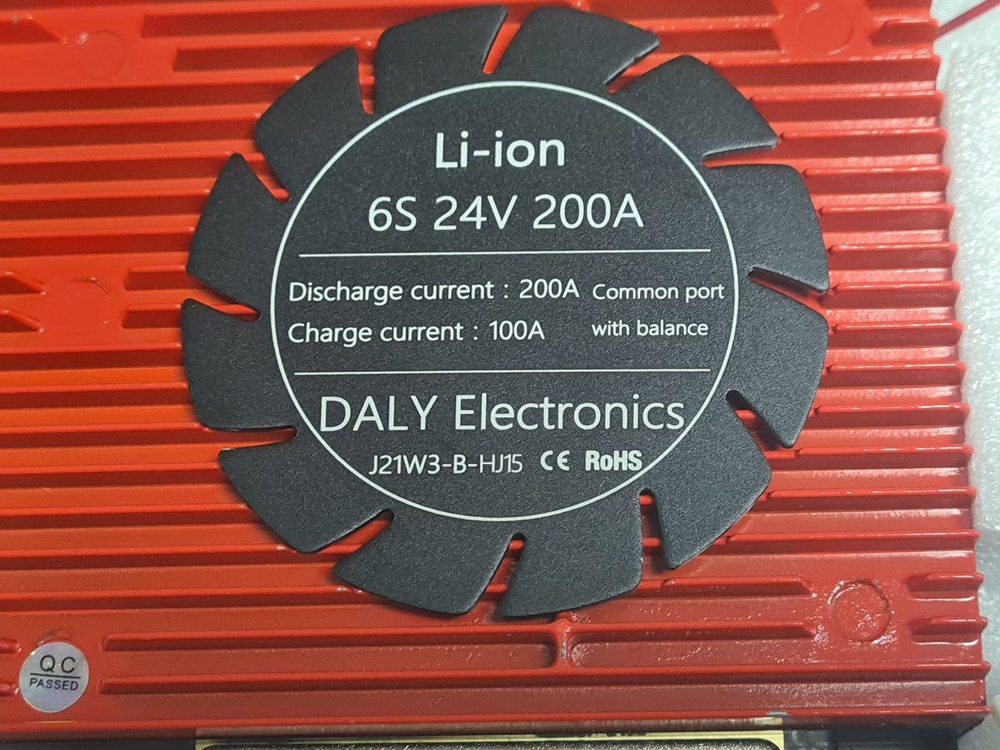 Li-ion
6S 24V 200A
Discharge current : 200A Common port
Charge current : 100A with balance
DALY Electronics
J21W3-B-HJ15 CE RoHS
QC
PASSED